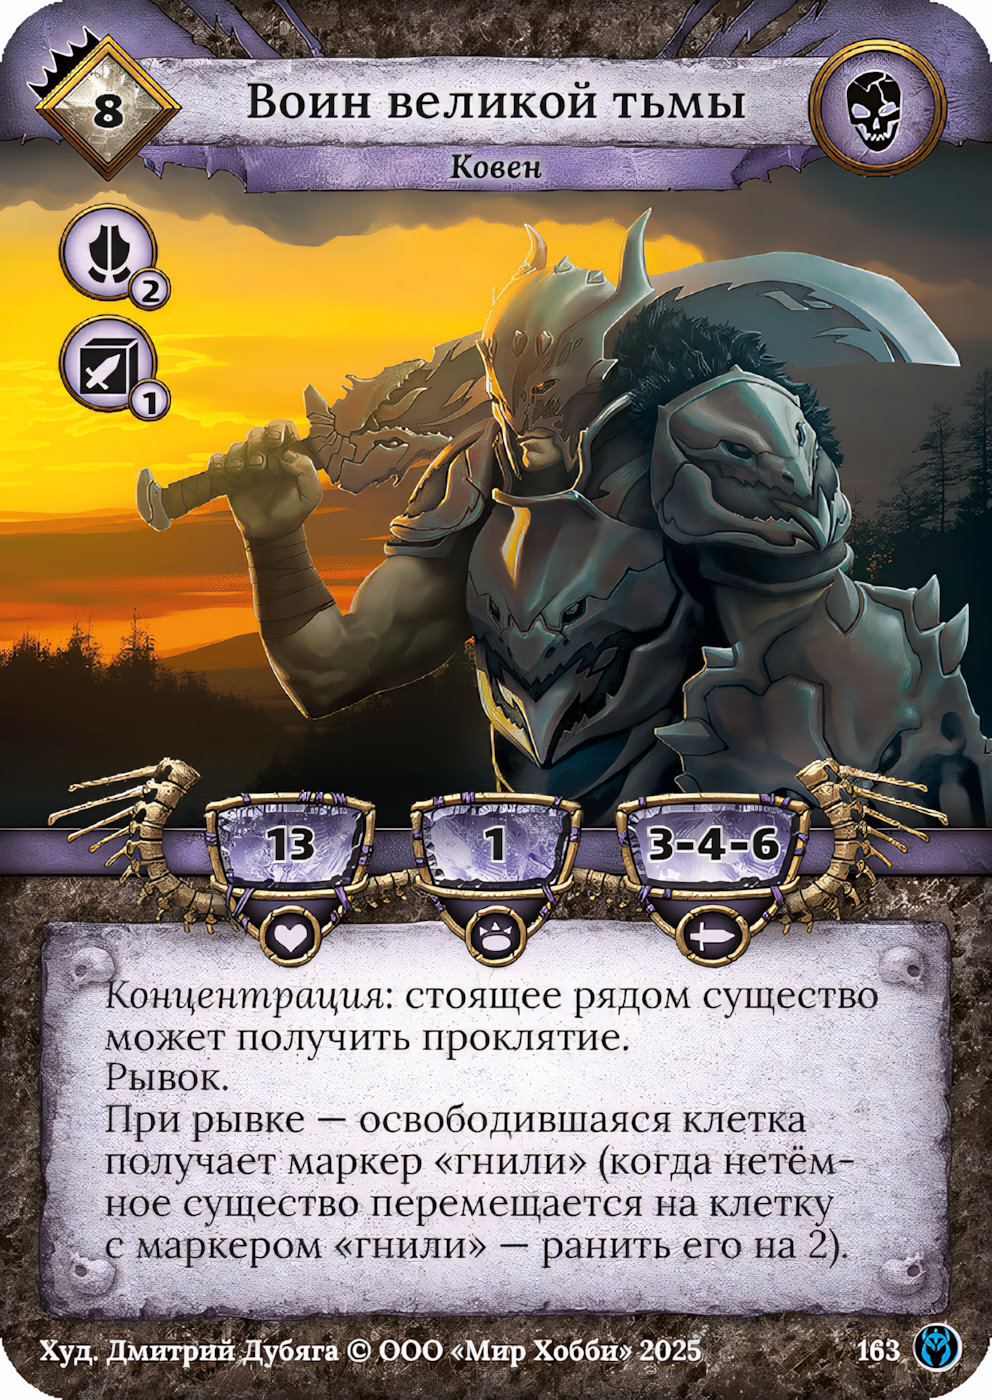 8
Воин великой тьмы
Ковен
2
1
13
1
3-4-6
Концентрация: стоящее рядом существо
может получить проклятие.
Рывок.
При рывке — освободившаяся клетка
получает маркер «гнили» (когда нетём-
ное существо перемещается на клетку
с маркером «гнили» — ранить его на 2).
Худ. Дмитрий Дубяга © ООО «Мир Хобби» 2025
163